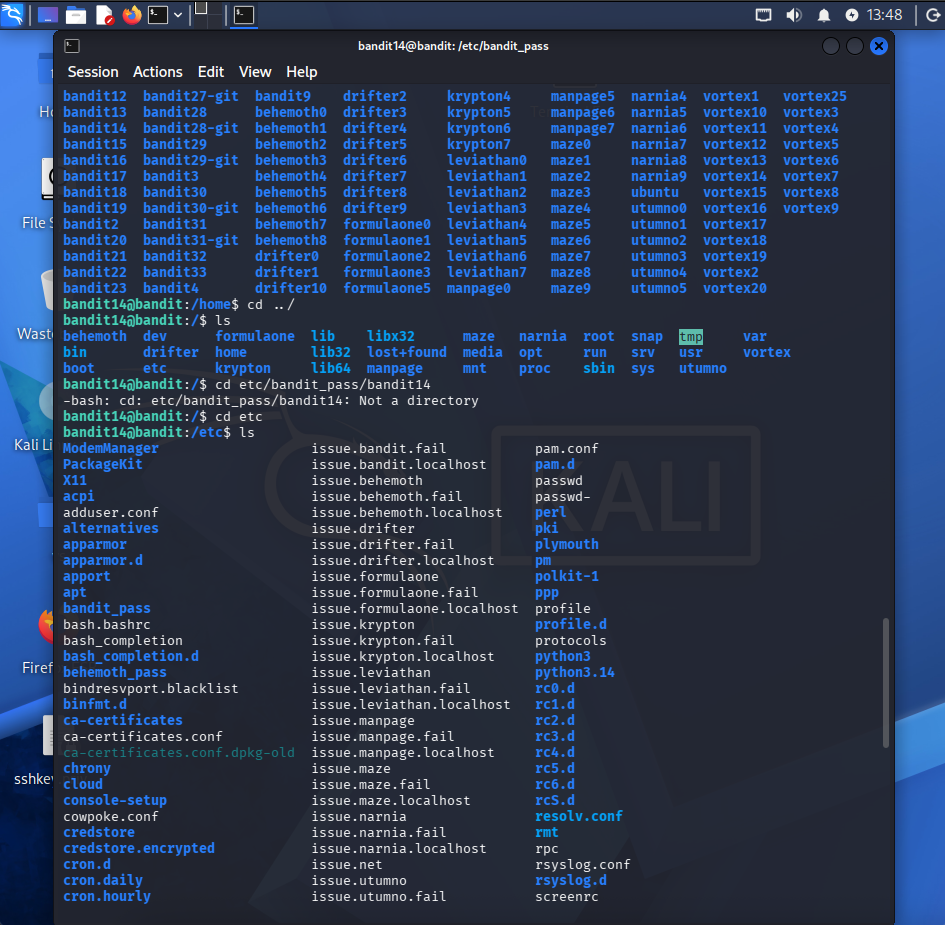 13:48
bandit14@bandit: /etc/bandit_pass
Session Actions Edit View Help
bandit12 bandit27-git bandit9 drifter2 krypton4 manpage5 narnia4 vortex1 vortex25
bandit13 bandit28 behemoth0 drifter3 krypton5 manpage6 narnia5 vortex10 vortex3
bandit14 bandit28-git behemoth1 drifter4 krypton6 manpage7 narnia6 vortex11 vortex4
bandit15 bandit29 behemoth2 drifter5 krypton7 maze0 narnia7 vortex12 vortex5
bandit16 bandit29-git behemoth3 drifter6 leviathan0 maze1 narnia8 vortex13 vortex6
bandit17 bandit3 behemoth4 drifter7 leviathan1 maze2 narnia9 vortex14 vortex7
bandit18 bandit30 behemoth5 drifter8 leviathan2 maze3 ubuntu vortex15 vortex8
bandit19 bandit30-git behemoth6 drifter9 leviathan3 maze4 utumno0 vortex16 vortex9
bandit2 bandit31 behemoth7 formulaone0 leviathan4 maze5 utumno1 vortex17
bandit20 bandit31-git behemoth8 formulaone1 leviathan5 maze6 utumno2 vortex18
bandit21 bandit32 drifter0 formulaone2 leviathan6 maze7 utumno3 vortex19
bandit22 bandit33 drifter1 formulaone3 leviathan7 maze8 utumno4 vortex2
bandit23 bandit4 drifter10 formulaone5 manpage0 maze9 utumno5 vortex20
bandit14@bandit:/home$ cd ../
bandit14@bandit:/$ ls
behemoth dev formulaone lib libx32 maze narnia root snap tmp var
bin drifter home lib32 lost+found media opt run srv usr vortex
boot etc krypton lib64 manpage mnt proc sbin sys utumno
bandit14@bandit:/$ cd etc/bandit_pass/bandit14
-bash: cd: etc/bandit_pass/bandit14: Not a directory
bandit14@bandit:/$ cd etc
bandit14@bandit:/etc$ ls
ModemManager issue.bandit.fail pam.conf
PackageKit issue.bandit.localhost pam.d
X11 issue.behemoth passwd
acpi issue.behemoth.fail passwd-
adduser.conf issue.behemoth.localhost perl
alternatives issue.drifter pki
apparmor issue.drifter.fail plymouth
apparmor.d issue.drifter.localhost pm
apport issue.formulaone polkit-1
apt issue.formulaone.fail ppp
bandit_pass issue.formulaone.localhost profile
bash.bashrc issue.krypton profile.d
bash_completion issue.krypton.fail protocols
bash_completion.d issue.krypton.localhost python3
behemoth_pass issue.leviathan python3.14
bindresvport.blacklist issue.leviathan.fail rc0.d
binfmt.d issue.leviathan.localhost rc1.d
ca-certificates issue.manpage rc2.d
ca-certificates.conf issue.manpage.fail rc3.d
ca-certificates.conf.dpkg-old issue.manpage.localhost rc4.d
chrony issue.maze rc5.d
cloud issue.maze.fail rc6.d
console-setup issue.maze.localhost rcS.d
cowpoke.conf issue.narnia resolv.conf
credstore issue.narnia.fail rmt
credstore.encrypted issue.narnia.localhost rpc
cron.d issue.net rsyslog.conf
cron.daily issue.utumno rsyslog.d
cron.hourly issue.utumno.fail screenrc
KALI
File S
Waste
Kali Li
Firef
sshke